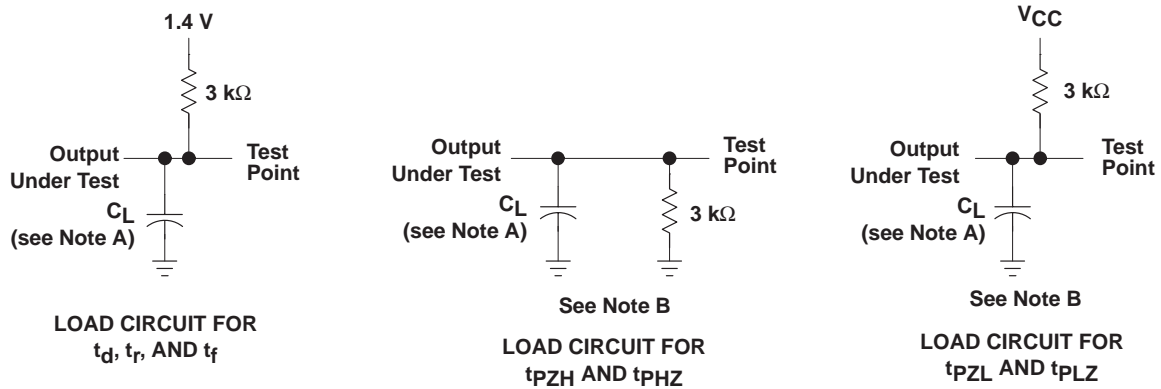 1.4 V
3 kΩ
Output
Under Test
Test
Point
CL
(see Note A)
LOAD CIRCUIT FOR
td, tr, AND tf
Output
Under Test
Test
Point
CL
(see Note A)
3 kΩ
See Note B
LOAD CIRCUIT FOR
tPZH AND tPHZ
VCC
3 kΩ
Output
Under Test
Test
Point
CL
(see Note A)
See Note B
LOAD CIRCUIT FOR
tPZL AND tPLZ